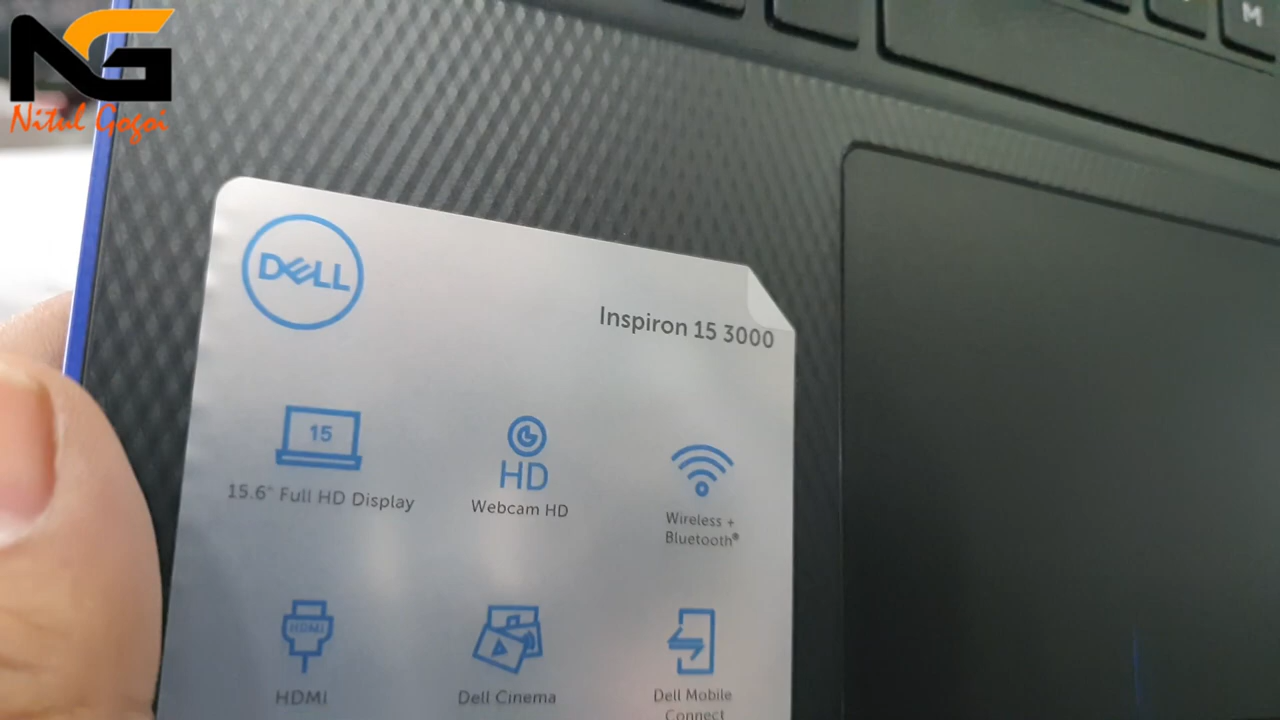 NG
Nitul Gogoi
M
DELL
Inspiron 15 3000
15
HD
15.6" Full HD Display
Webcam HD
Wireless +
Bluetooth®
HDMI
HDMI
Dell Cinema
Dell Mobile
Connect